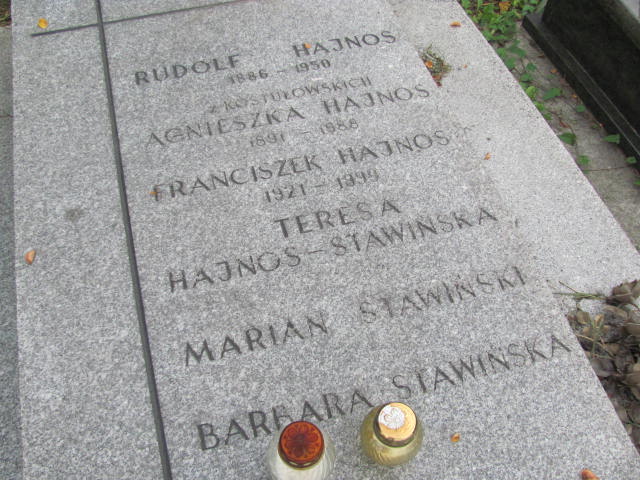 RUDOLF HAJNOS
1886 - 1950
Z KOSTUŁOWSKICH
AGNIESZKA HAJNOS
1891 - 1988
FRANCISZEK HAJNOS
1921 - 1999
TERESA
HAJNOS - STAWIŃSKA
MARIAN STAWIŃSKI
BARBARA STAWIŃSKA